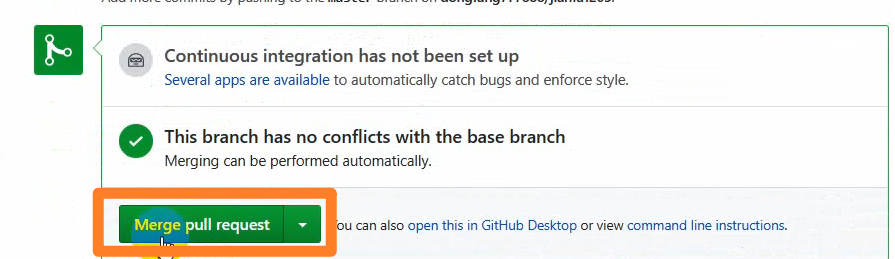 Add more commits by pushing to the master branch on
Continuous integration has not been set up
Several apps are available to automatically catch bugs and enforce style.
This branch has no conflicts with the base branch
Merging can be performed automatically.
Merge pull request You can also open this in GitHub Desktop or view command line instructions.